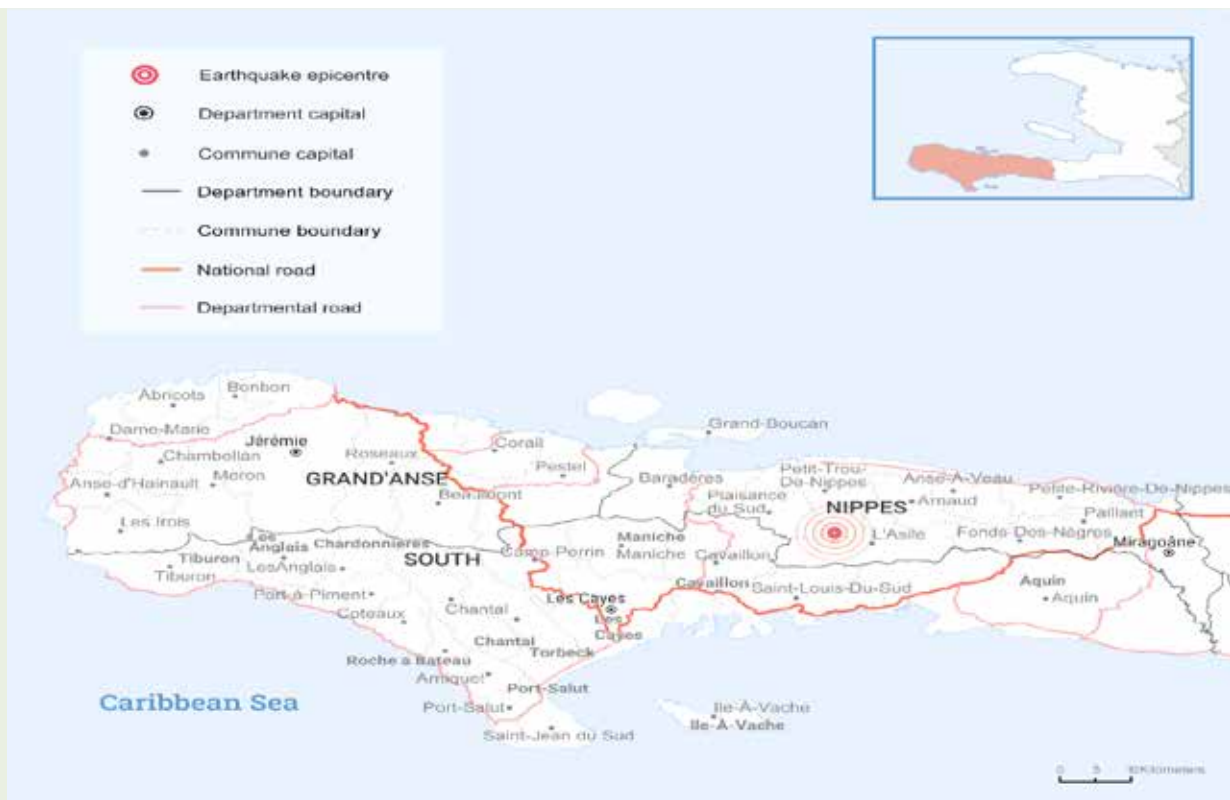 Earthquake epicentre
Department capital
Commune capital
Department boundary
Commune boundary
National road
Departmental road
Bonbon
Abricots
Grand-Boucan
Dame-Marie
Jérémie
Corail
Chambellan
Roseaux
Pestel
Petit-Trou-
De-Nippes
Moron
GRAND'ANSE
Baradères
Anse-À-Veau
Anse-d'Hainault
Petite-Rivière-De-Nippes
Beaumont
Plaisance
du Sud
NIPPES
Arnaud
Paillant
Les Irois
L'Asile
Fonds-Des-Nègres
Miragoâne
Les
Anglais
Chardonnieres
Maniche
Maniche
Camp-Perrin
Cavaillon
Tiburon
LesAnglais
SOUTH
Tiburon
Cavaillon
Saint-Louis-Du-Sud
Aquin
Aquin
Port-à-Piment
Les Cayes
Les
Cayes
Coteaux
Chantal
Chantal
Torbeck
Roche a Bateau
Arniquet
Port-Salut
Port-Salut
Caribbean Sea
Ile-À-Vache
Ile-À-Vache
Saint-Jean du Sud
0 5 10Kilometers